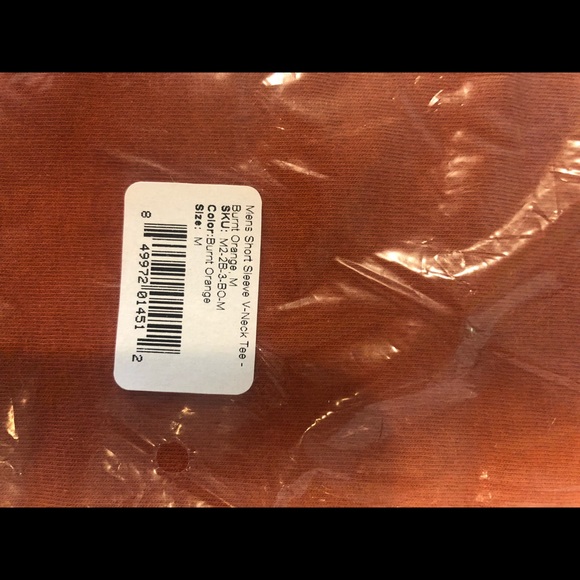 Mens Short Sleeve V-Neck Tee -
Burnt Orange, M
SKU: M2-2B-3-BO-M
Color:Burnt Orange
Size: M
8 49972 01451 2